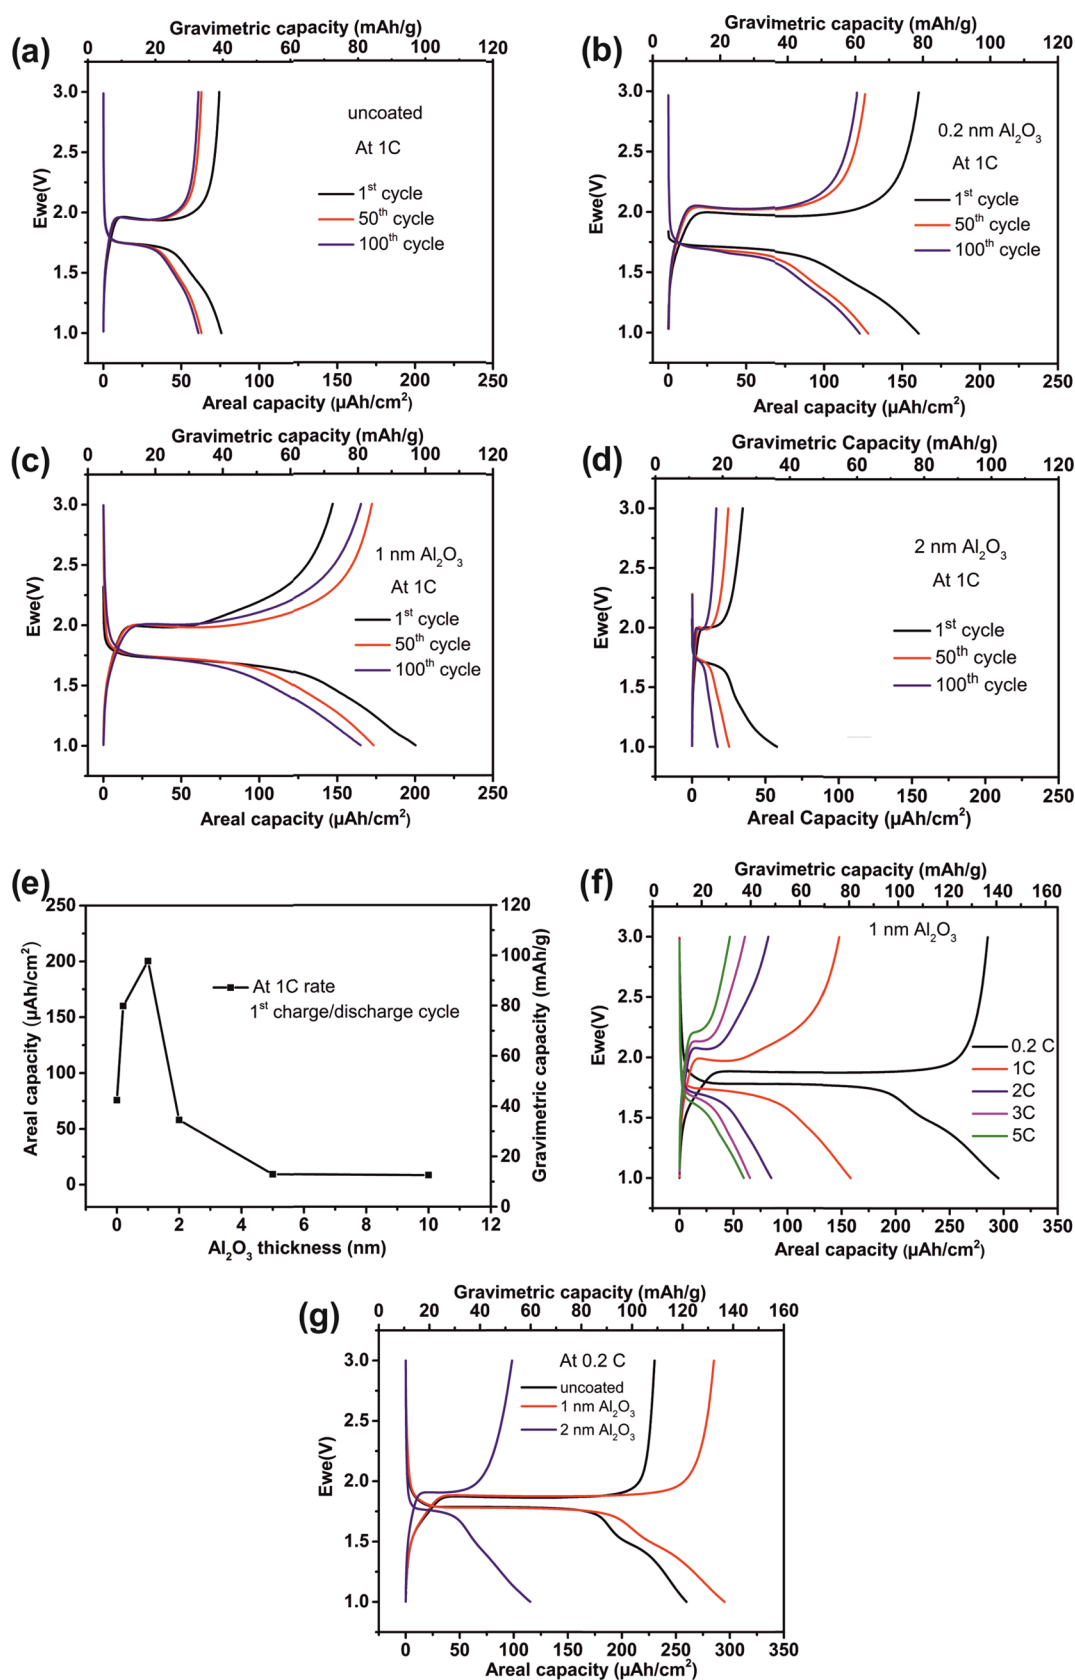 (a)
Gravimetric capacity (mAh/g)
0 20 40 60 80 100 120
Ewe(V)
3.0
2.5
2.0
1.5
1.0
uncoated
At 1C
1st cycle
50th cycle
100th cycle
0 50 100 150 200 250
Areal capacity (µAh/cm²)
(b)
Gravimetric capacity (mAh/g)
0 20 40 60 80 100 120
Ewe(V)
3.0
2.5
2.0
1.5
1.0
0.2 nm Al₂O₃
At 1C
1st cycle
50th cycle
100th cycle
0 50 100 150 200 250
Areal capacity (µAh/cm²)
(c)
Gravimetric capacity (mAh/g)
0 20 40 60 80 100 120
Ewe(V)
3.0
2.5
2.0
1.5
1.0
1 nm Al₂O₃
At 1C
1st cycle
50th cycle
100th cycle
0 50 100 150 200 250
Areal capacity (µAh/cm²)
(d)
Gravimetric Capacity (mAh/g)
0 20 40 60 80 100 120
Ewe(V)
3.0
2.5
2.0
1.5
1.0
2 nm Al₂O₃
At 1C
1st cycle
50th cycle
100th cycle
0 50 100 150 200 250
Areal Capacity (µAh/cm²)
(e)
Areal capacity (µAh/cm²)
250
200
150
100
50
0
At 1C rate
1st charge/discharge cycle
120
100
80
60
40
20
0
Gravimetric capacity (mAh/g)
0 2 4 6 8 10 12
Al₂O₃ thickness (nm)
(f)
Gravimetric capacity (mAh/g)
0 20 40 60 80 100 120 140 160
Ewe(V)
3.0
2.5
2.0
1.5
1.0
1 nm Al₂O₃
0.2 C
1C
2C
3C
5C
0 50 100 150 200 250 300 350
Areal capacity (µAh/cm²)
(g)
Gravimetric capacity (mAh/g)
0 20 40 60 80 100 120 140 160
Ewe(V)
3.0
2.5
2.0
1.5
1.0
At 0.2 C
uncoated
1 nm Al₂O₃
2 nm Al₂O₃
0 50 100 150 200 250 300 350
Areal capacity (µAh/cm²)